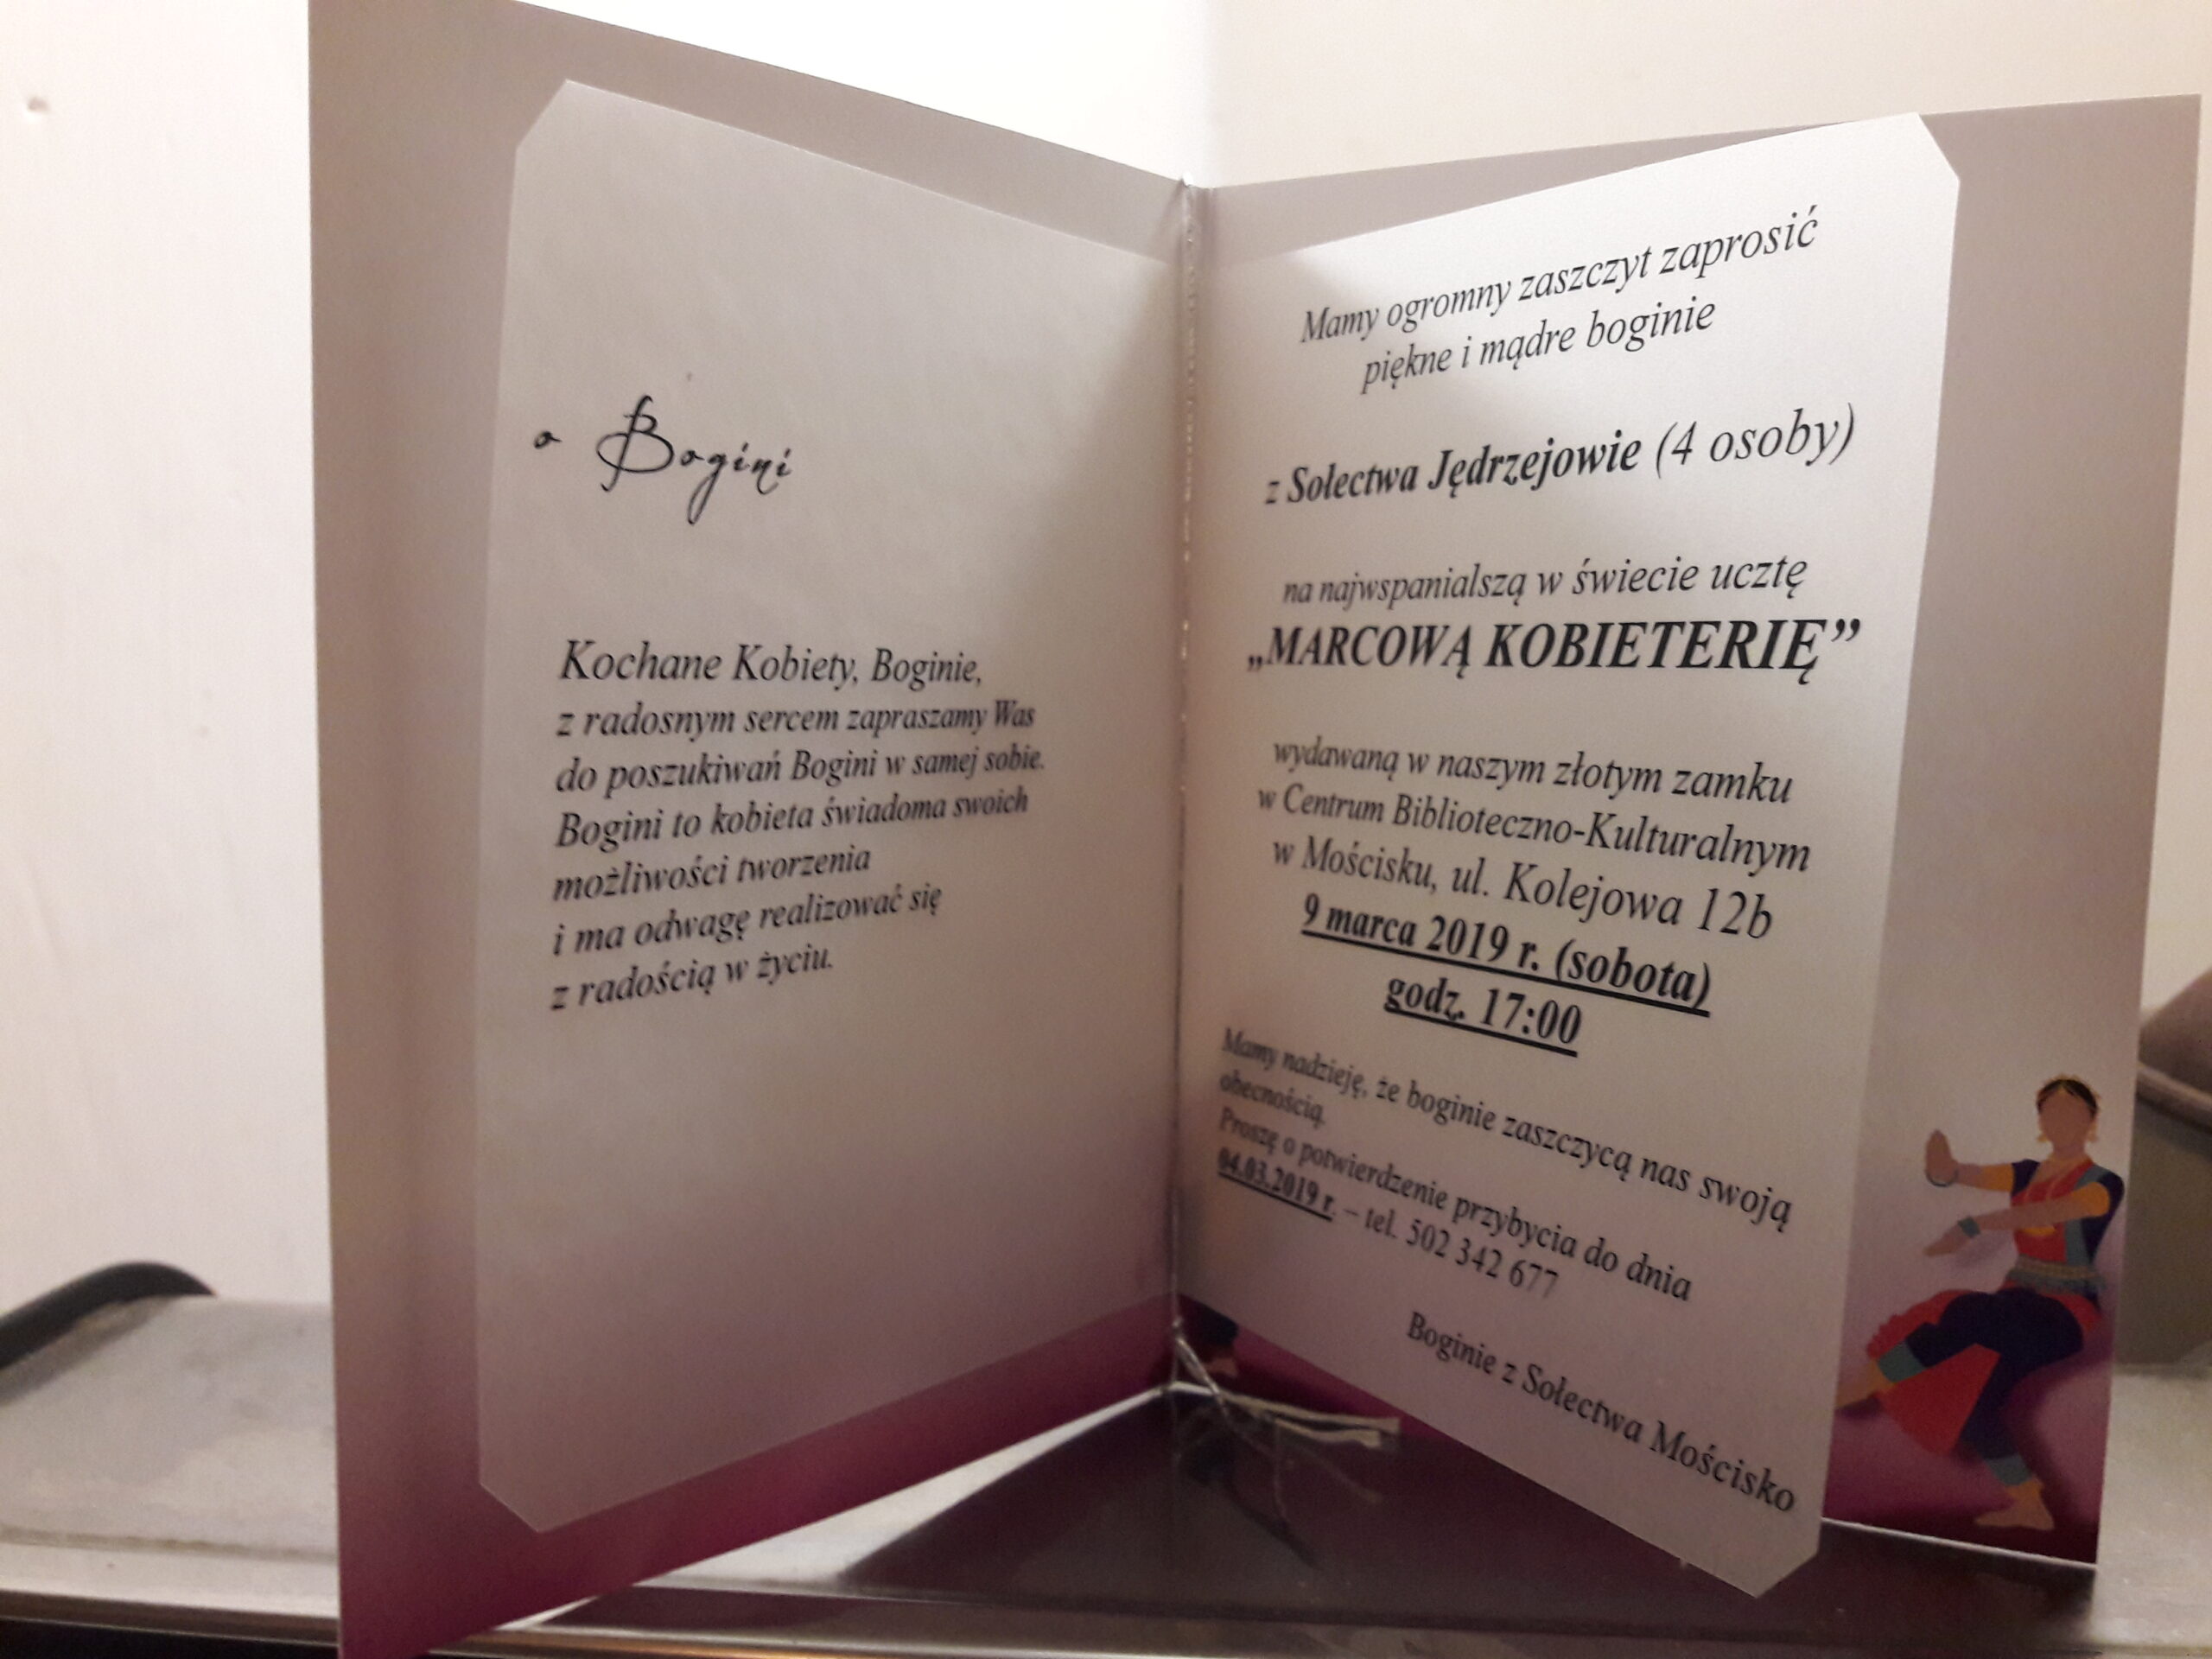 o Bogini
Kochane Kobiety, Boginie,
z radosnym sercem zapraszamy Was
do poszukiwań Bogini w samej sobie.
Bogini to kobieta świadoma swoich
możliwości tworzenia
i ma odwagę realizować się
z radością w życiu.
Mamy ogromny zaszczyt zaprosić
piękne i mądre boginie
z Sołectwa Jędrzejowie (4 osoby)
na najwspanialszą w świecie ucztę
„MARCOWĄ KOBIETERIĘ”
wydawaną w naszym złotym zamku
w Centrum Biblioteczno-Kulturalnym
w Mościsku, ul. Kolejowa 12b
9 marca 2019 r. (sobota)
godz. 17:00
Mamy nadzieję, że boginie zaszczycą nas swoją
obecnością.
Proszę o potwierdzenie przybycia do dnia
04.03.2019 r. – tel. 502 342 677
Boginie z Sołectwa Mościsko